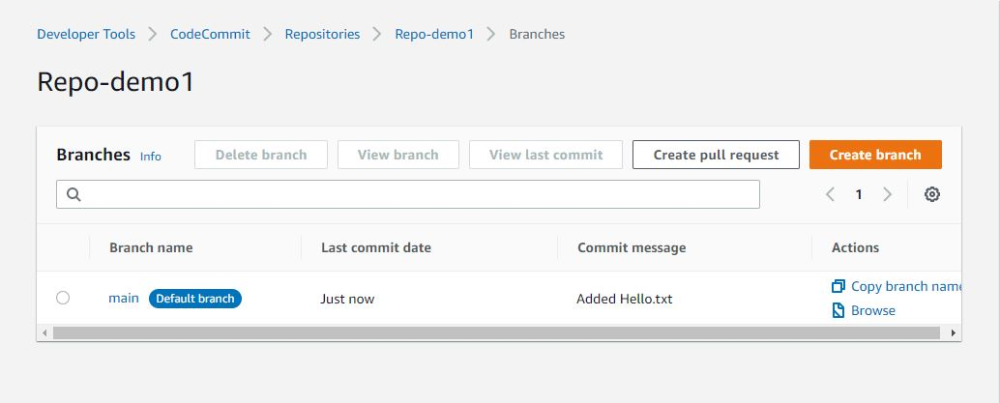 Developer Tools > CodeCommit > Repositories > Repo-demo1 > Branches
Repo-demo1
Branches Info Delete branch View branch View last commit Create pull request Create branch
< 1 >
Branch name Last commit date Commit message Actions
main Default branch Just now Added Hello.txt Copy branch name
Browse